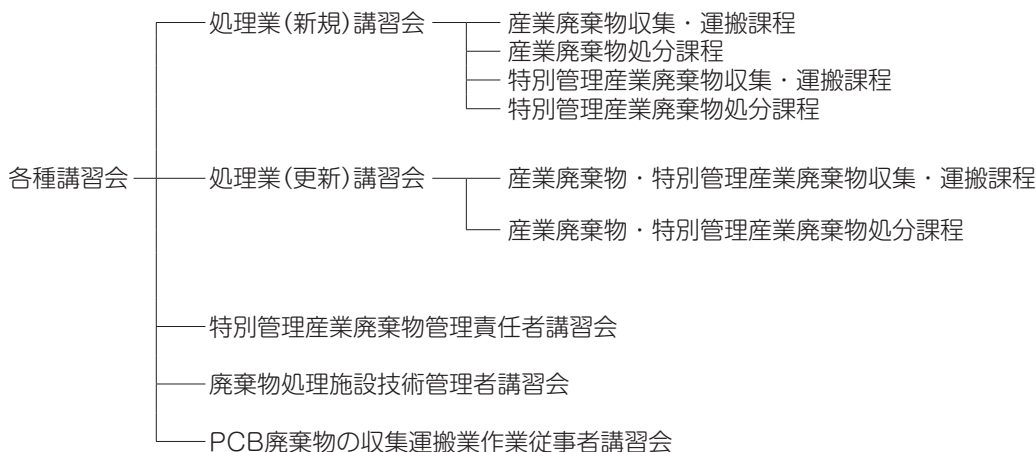 処理業(新規)講習会
産業廃棄物収集・運搬課程
産業廃棄物処分課程
特別管理産業廃棄物収集・運搬課程
特別管理産業廃棄物処分課程
各種講習会
処理業(更新)講習会
産業廃棄物・特別管理産業廃棄物収集・運搬課程
産業廃棄物・特別管理産業廃棄物処分課程
特別管理産業廃棄物管理責任者講習会
廃棄物処理施設技術管理者講習会
PCB廃棄物の収集運搬業作業従事者講習会